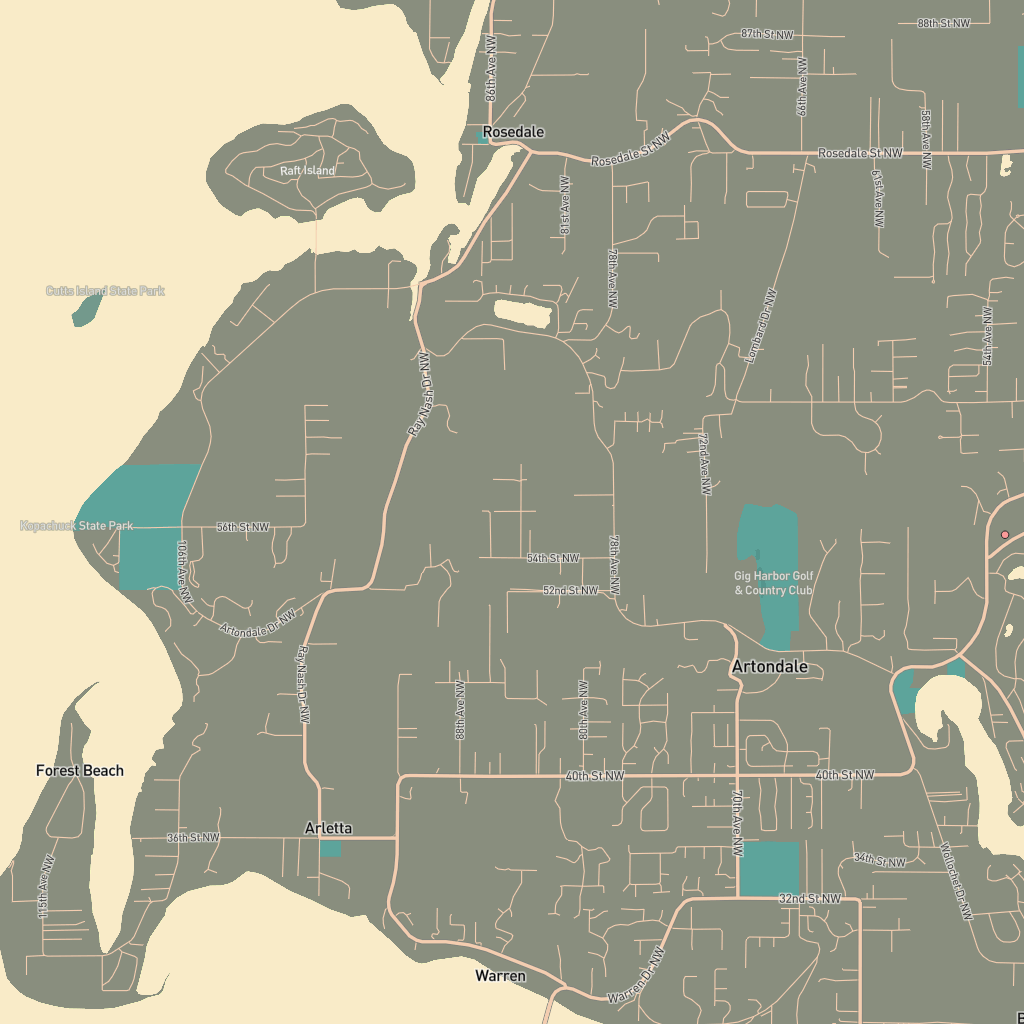 88th St NW
87th St NW
86th Ave NW
66th Ave NW
Rosedale
58th Ave NW
Rosedale St NW
Rosedale St NW
Raft Island
81st Ave NW
61st Ave NW
78th Ave NW
Cutts Island State Park
Lombard Dr NW
54th Ave NW
Ray Nash Dr NW
72nd Ave NW
Kopachuck State Park
56th St NW
106th Ave NW
54th St NW
78th Ave NW
52nd St NW
Gig Harbor Golf
& Country Club
Artondale Dr NW
Ray Nash Dr NW
Artondale
88th Ave NW
80th Ave NW
Forest Beach
40th St NW
40th St NW
70th Ave NW
Arletta
36th St NW
34th St NW
115th Ave NW
Wollochet Dr NW
32nd St NW
Warren
Warren Dr NW